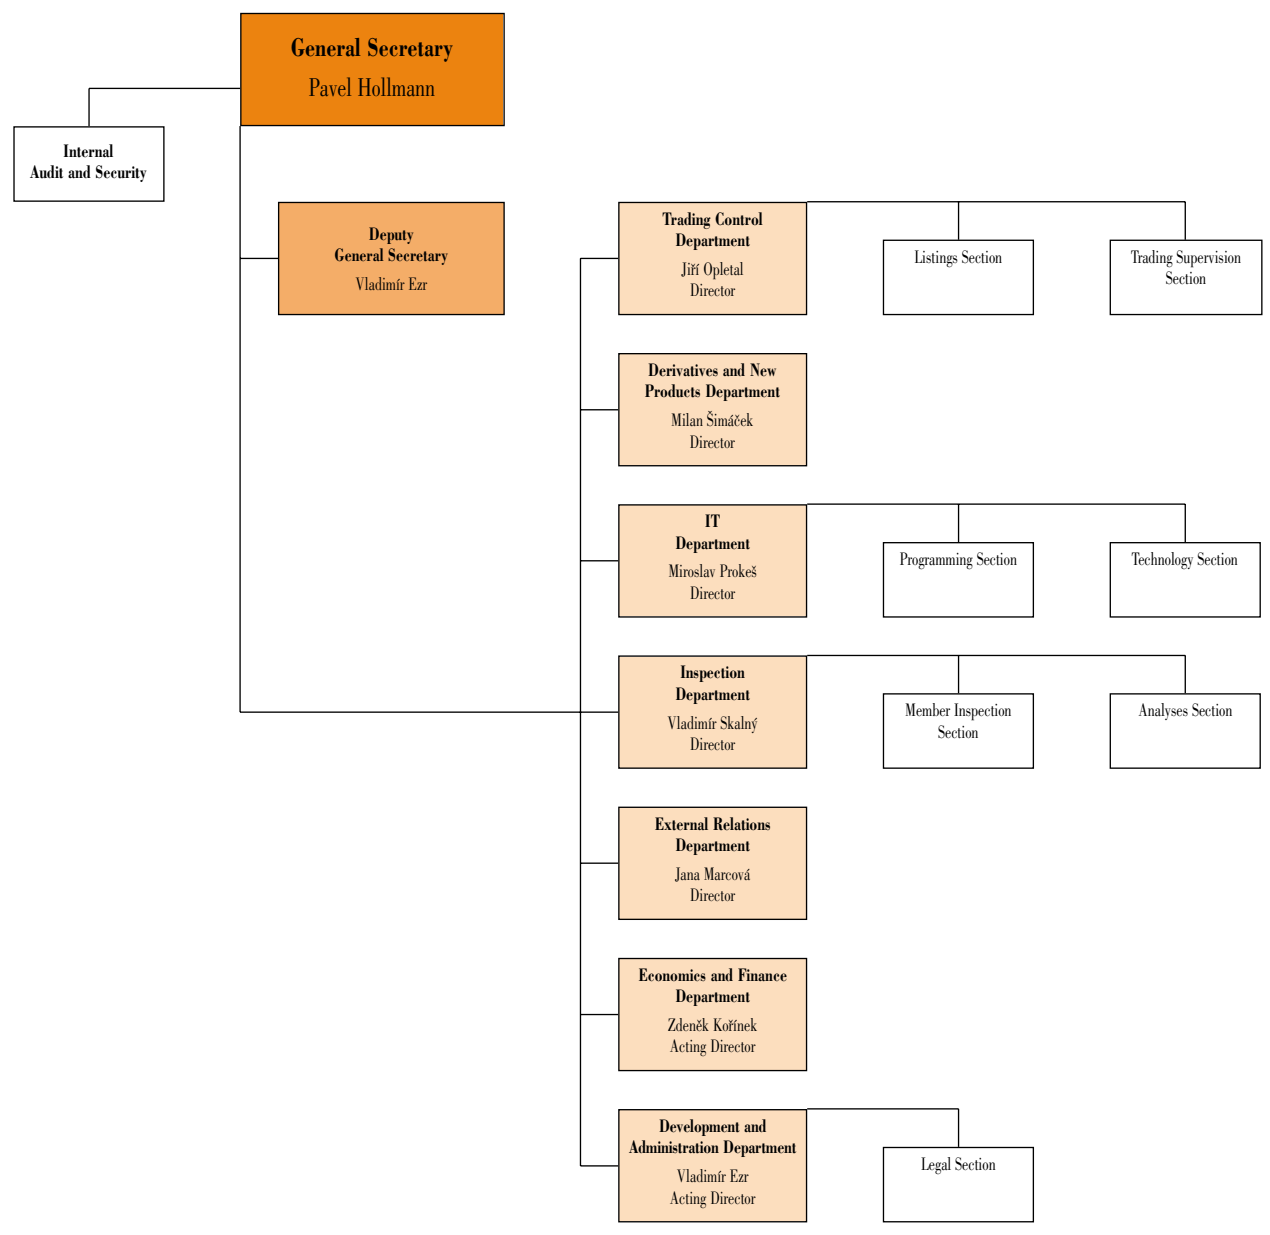 General Secretary
Pavel Hollmann
Internal
Audit and Security
Deputy
General Secretary
Vladimír Ezr
Trading Control
Department
Jiří Opletal
Director
Listings Section
Trading Supervision
Section
Derivatives and New
Products Department
Milan Šimáček
Director
IT
Department
Miroslav Prokeš
Director
Programming Section
Technology Section
Inspection
Department
Vladimír Skalný
Director
Member Inspection
Section
Analyses Section
External Relations
Department
Jana Marcová
Director
Economics and Finance
Department
Zdeněk Kořínek
Acting Director
Development and
Administration Department
Vladimír Ezr
Acting Director
Legal Section